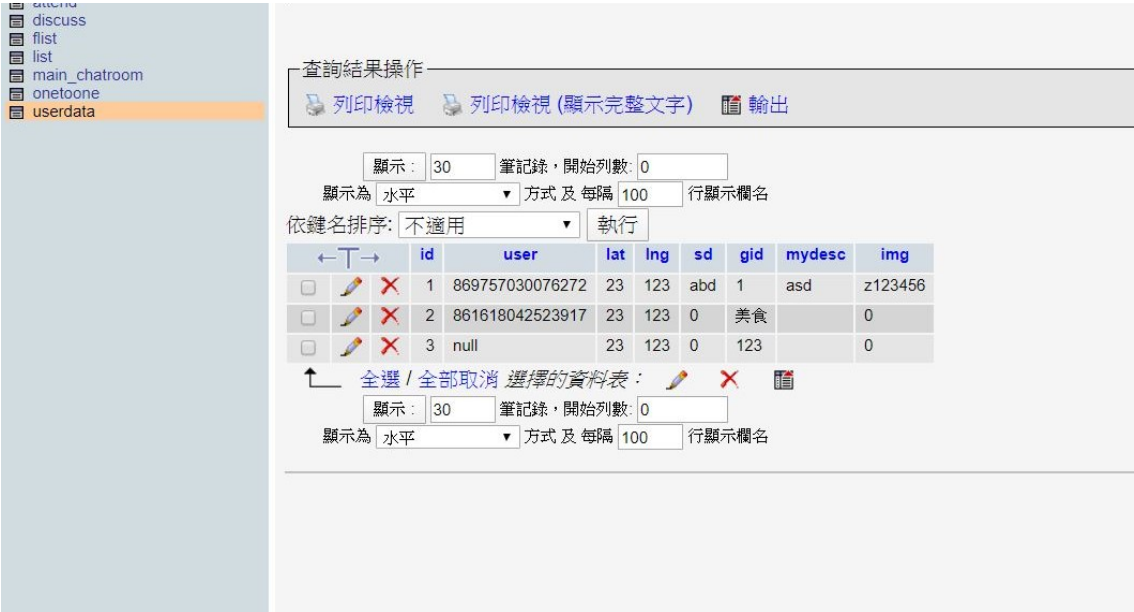 attend
discuss
flist
list
main_chatroom
onetoone
userdata
查詢結果操作
列印檢視 列印檢視 (顯示完整文字) 輸出
顯示： 30 筆記錄，開始列數: 0
顯示為 水平 方式 及 每隔 100 行顯示欄名
依鍵名排序: 不適用 執行
←T→ id user lat lng sd gid mydesc img
1 869757030076272 23 123 abd 1 asd z123456
2 861618042523917 23 123 0 美食 0
3 null 23 123 0 123 0
全選 / 全部取消 選擇的資料表：
顯示： 30 筆記錄，開始列數: 0
顯示為 水平 方式 及 每隔 100 行顯示欄名